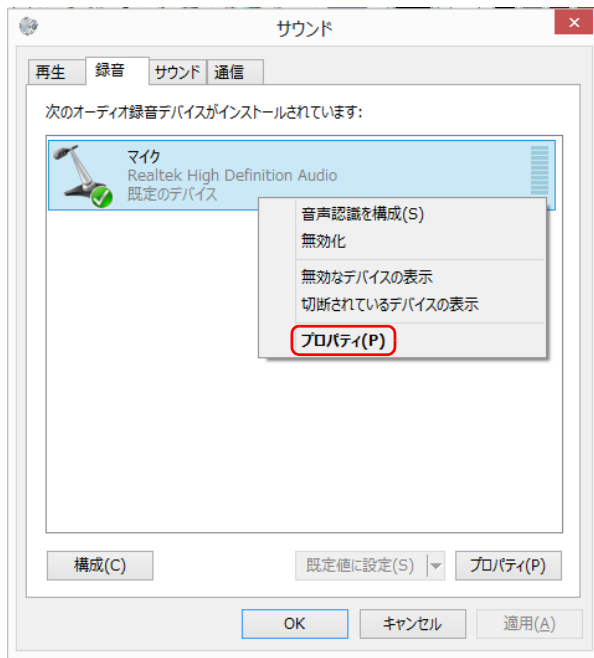 サウンド
再生 録音 サウンド 通信
次のオーディオ録音デバイスがインストールされています:
マイク
Realtek High Definition Audio
既定のデバイス
音声認識を構成(S)
無効化
無効なデバイスの表示
切断されているデバイスの表示
プロパティ(P)
構成(C) 既定値に設定(S) プロパティ(P)
OK キャンセル 適用(A)